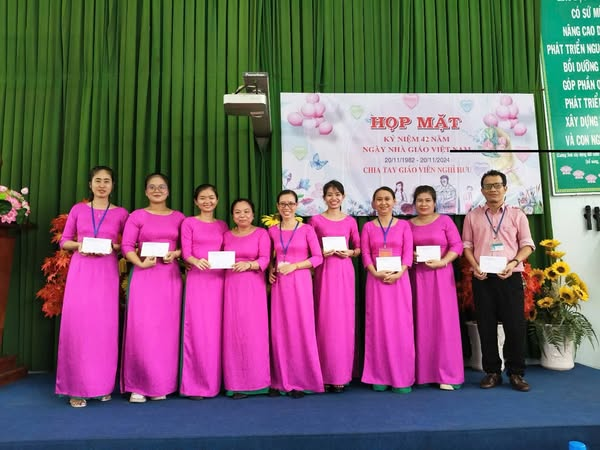 HỌP MẶT
KỶ NIỆM 42 NĂM
NGÀY NHÀ GIÁO VIỆT NAM
20/11/1982 - 20/11/2024
CHIA TAY GIÁO VIÊN NGHỈ HƯU
CÓ SỨ M
NÂNG CAO D
PHÁT TRIỂN NGU
BỒI DƯỠNG
GÓP PHẦN
PHÁT TRIỂ
XÂY DỰNG
VÀ CON NG